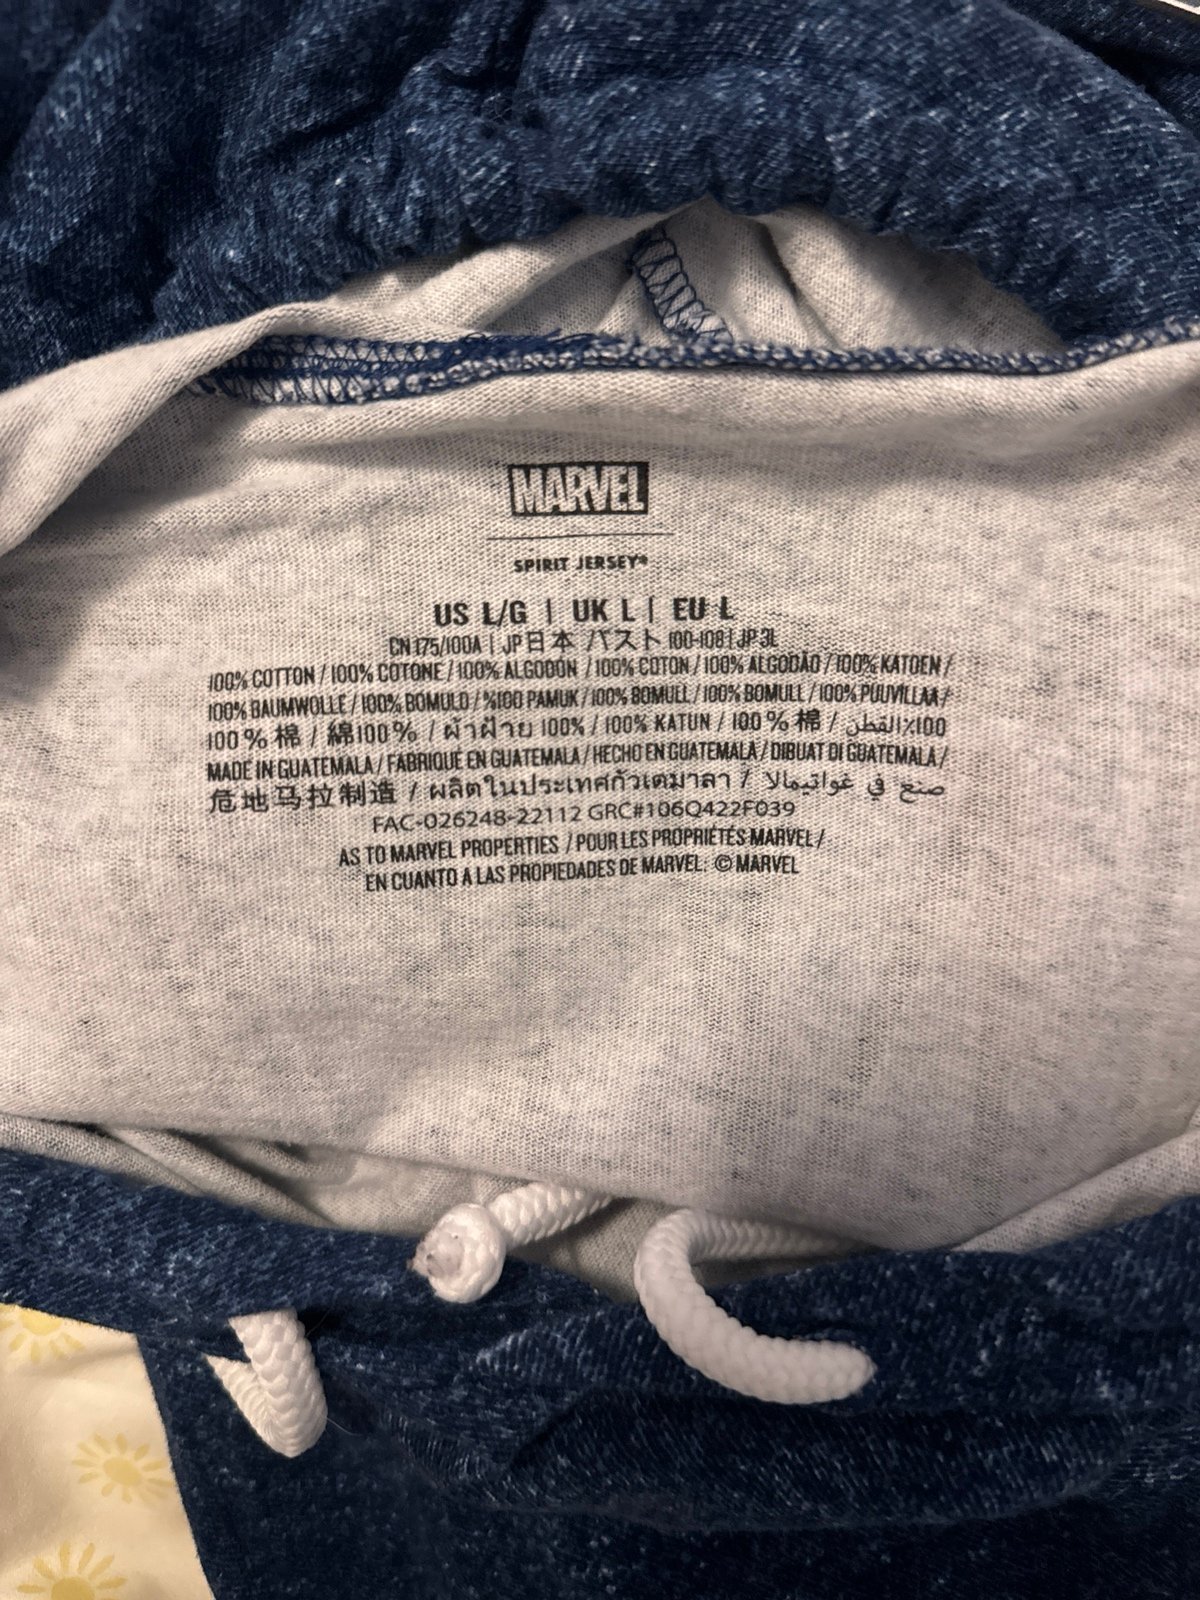 MARVEL
SPIRIT JERSEY®
US L/G | UK L | EU L
CN 175/100A | JP日本 バスト 100-108 | JP 3L
100% COTTON / 100% COTONE / 100% ALGODÓN / 100% COTON / 100% ALGODÃO / 100% KATOEN /
100% BAUMWOLLE / 100% BOMULD / %100 PAMUK / 100% BOMULL / 100% BOMULL / 100% PUUVILLAA /
100%棉 / 綿100% / ผ้าฝ้าย 100% / 100% KATUN / 100%棉 / 100٪القطن
MADE IN GUATEMALA / FABRIQUÉ EN GUATEMALA / HECHO EN GUATEMALA / DIBUAT DI GUATEMALA /
危地马拉制造 / ผลิตในประเทศกัวเตมาลา / صنع في غواتيمالا
FAC-026248-22112 GRC#106Q422F039
AS TO MARVEL PROPERTIES / POUR LES PROPRIÉTÉS MARVEL /
EN CUANTO A LAS PROPIEDADES DE MARVEL: © MARVEL